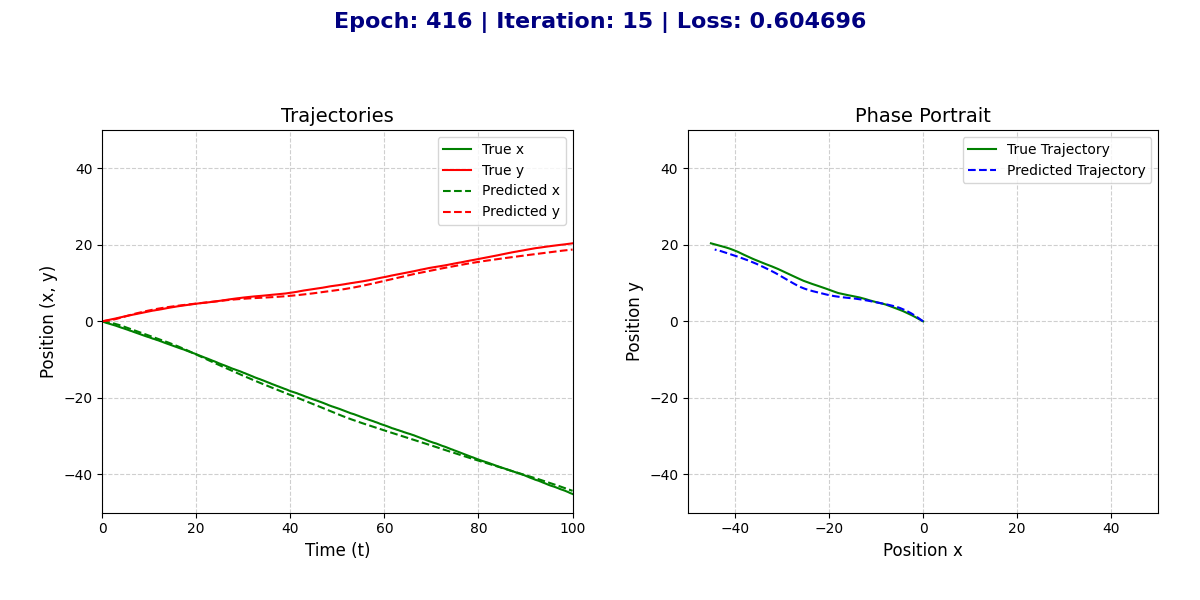 Epoch: 416 | Iteration: 15 | Loss: 0.604696
Trajectories
True x
True y
Predicted x
Predicted y
40
20
0
−20
−40
Position (x, y)
0
20
40
60
80
100
Time (t)
Phase Portrait
True Trajectory
Predicted Trajectory
40
20
0
−20
−40
Position y
−40
−20
0
20
40
Position x